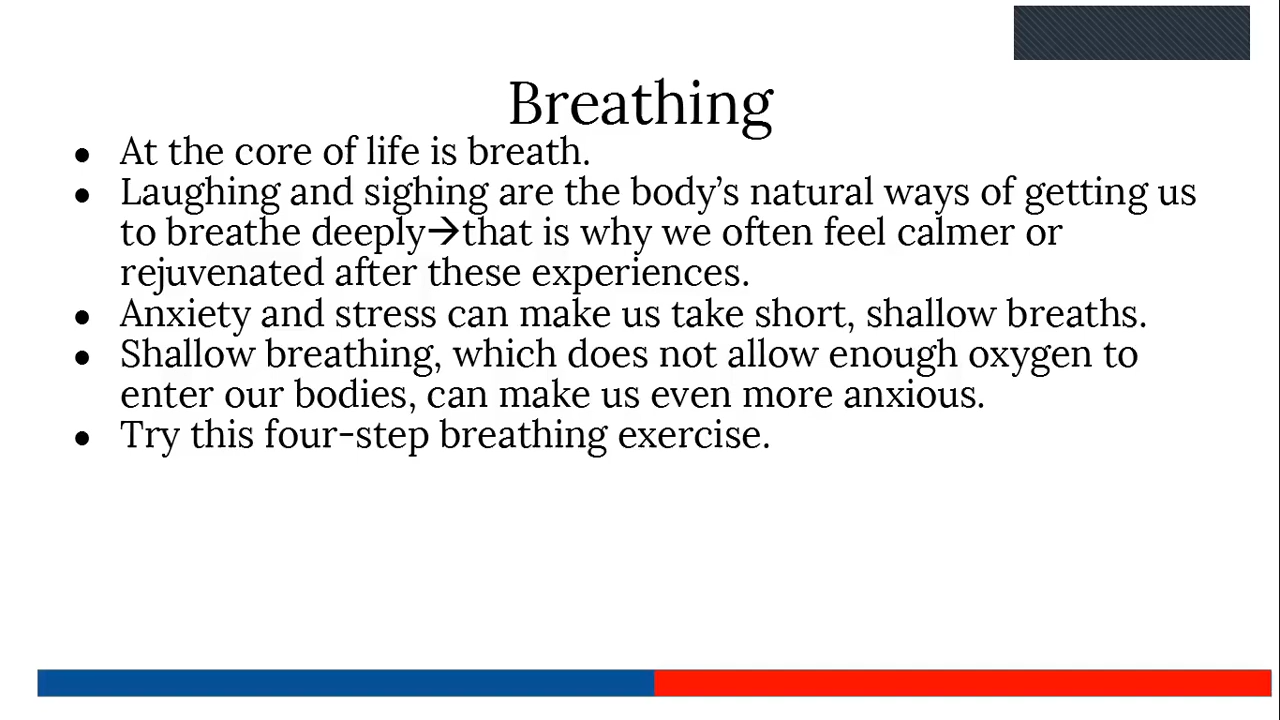 Breathing
● At the core of life is breath.
● Laughing and sighing are the body’s natural ways of getting us
to breathe deeply→that is why we often feel calmer or
rejuvenated after these experiences.
● Anxiety and stress can make us take short, shallow breaths.
● Shallow breathing, which does not allow enough oxygen to
enter our bodies, can make us even more anxious.
● Try this four-step breathing exercise.